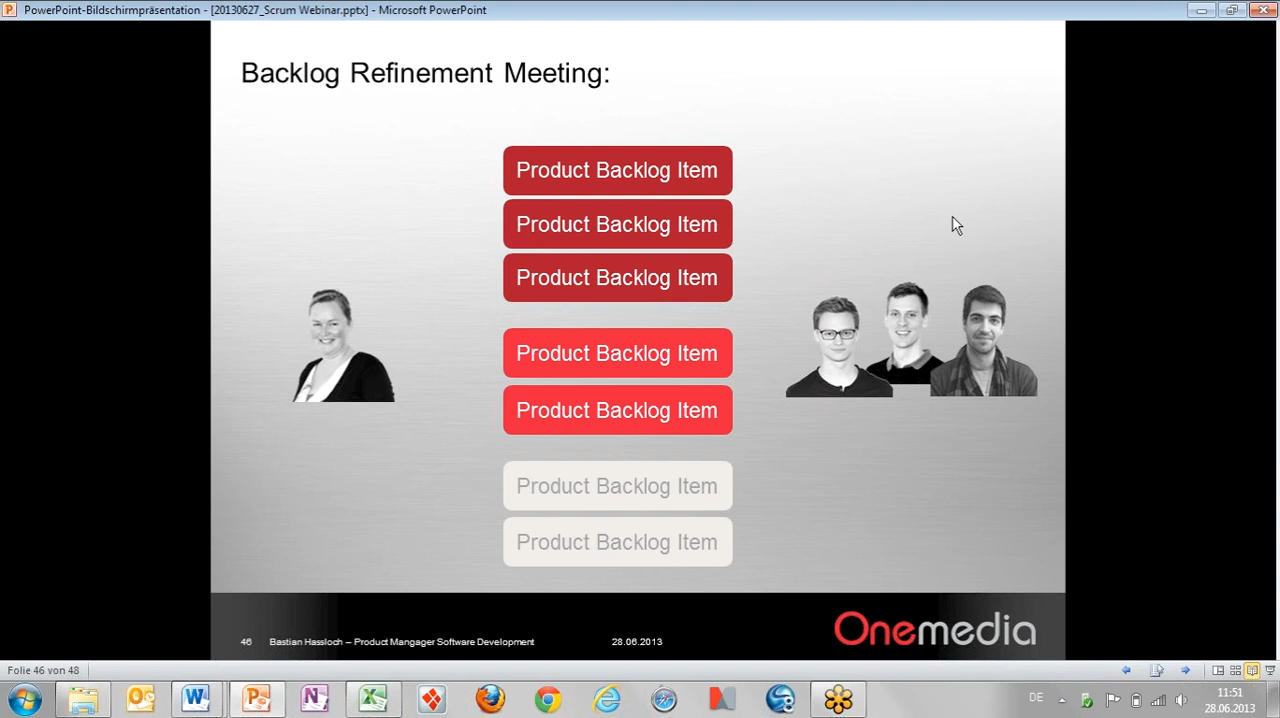 PowerPoint-Bildschirmpräsentation - [20130627_Scrum Webinar.pptx] - Microsoft PowerPoint
Backlog Refinement Meeting:
Product Backlog Item
Product Backlog Item
Product Backlog Item
Product Backlog Item
Product Backlog Item
Product Backlog Item
Product Backlog Item
46 Bastian Hassloch – Product Mangager Software Development 28.06.2013
Onemedia
Folie 46 von 48
DE
11:51
28.06.2013